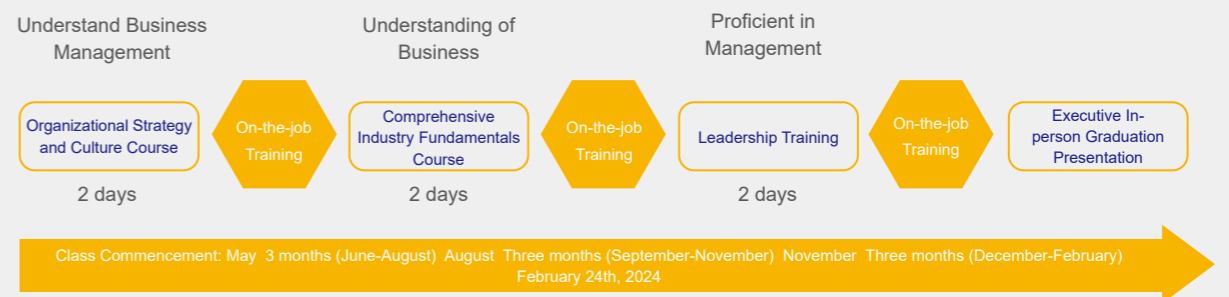 Understand Business
Management
Understanding of
Business
Proficient in
Management
Organizational Strategy
and Culture Course
On-the-job
Training
Comprehensive
Industry Fundamentals
Course
On-the-job
Training
Leadership Training
On-the-job
Training
Executive In-
person Graduation
Presentation
2 days
2 days
2 days
Class Commencement: May  3 months (June-August)  August  Three months (September-November)  November  Three months (December-February)
February 24th, 2024